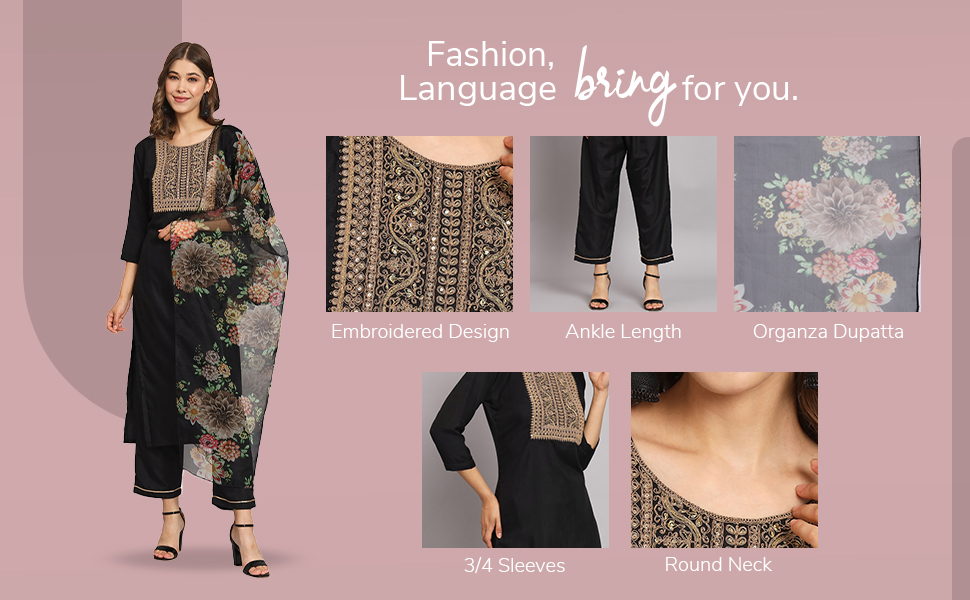 Fashion,
Language bring for you.
Embroidered Design
Ankle Length
Organza Dupatta
3/4 Sleeves
Round Neck